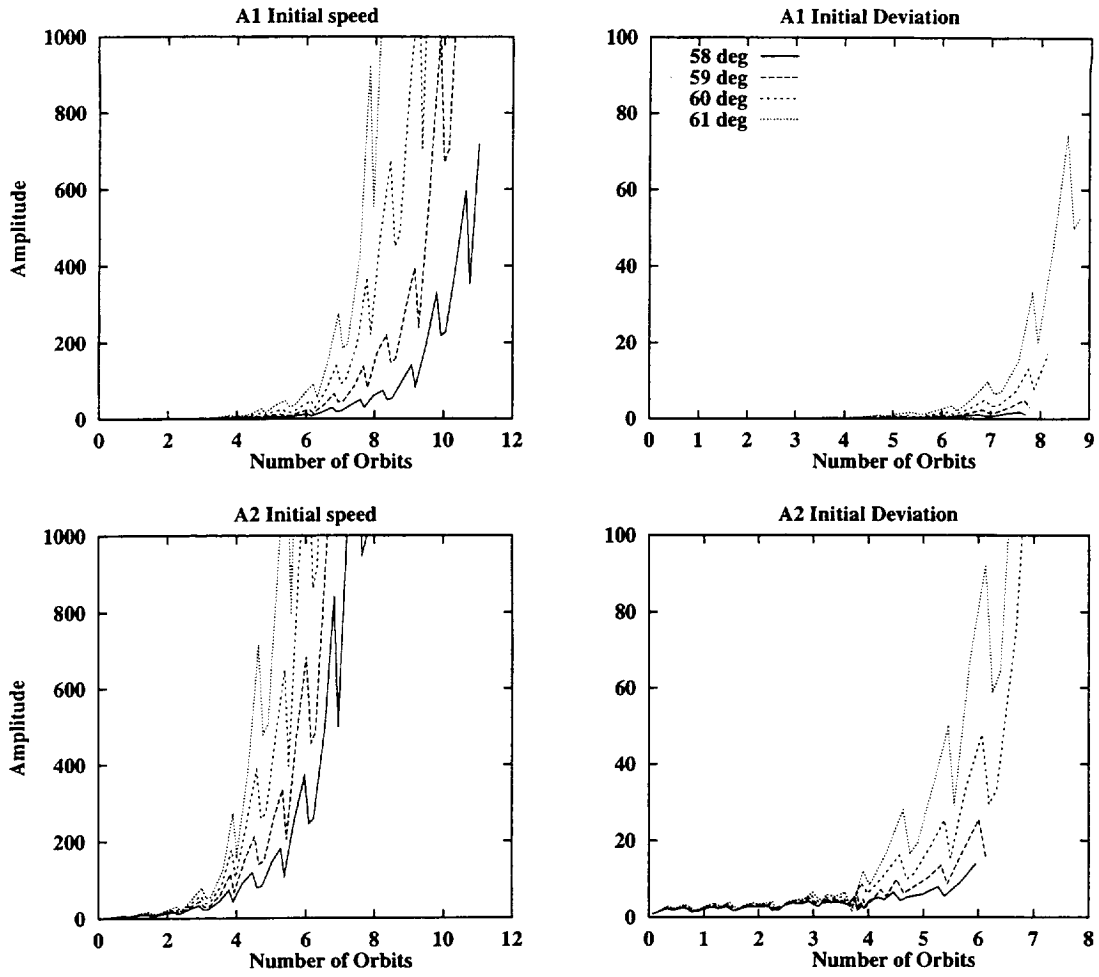 A1 Initial speed
1000
800
600
400
200
0
Amplitude
0 2 4 6 8 10 12
Number of Orbits
A1 Initial Deviation
100
80
60
40
20
0
58 deg
59 deg
60 deg
61 deg
0 1 2 3 4 5 6 7 8 9
Number of Orbits
A2 Initial speed
1000
800
600
400
200
0
Amplitude
0 2 4 6 8 10 12
Number of Orbits
A2 Initial Deviation
100
80
60
40
20
0
0 1 2 3 4 5 6 7 8
Number of Orbits